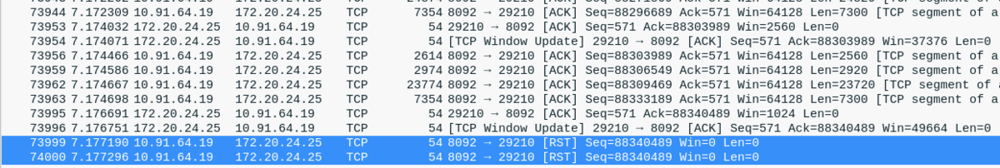 73944 7.172309 10.91.64.19 172.20.24.25 TCP 7354 8092 → 29210 [ACK] Seq=88296689 Ack=571 Win=64128 Len=7300 [TCP segment of a
73953 7.174032 172.20.24.25 10.91.64.19 TCP 54 29210 → 8092 [ACK] Seq=571 Ack=88303989 Win=2560 Len=0
73954 7.174071 172.20.24.25 10.91.64.19 TCP 54 [TCP Window Update] 29210 → 8092 [ACK] Seq=571 Ack=88303989 Win=37376 Len=0
73956 7.174466 10.91.64.19 172.20.24.25 TCP 2614 8092 → 29210 [ACK] Seq=88303989 Ack=571 Win=64128 Len=2560 [TCP segment of a
73959 7.174586 10.91.64.19 172.20.24.25 TCP 2974 8092 → 29210 [ACK] Seq=88306549 Ack=571 Win=64128 Len=2920 [TCP segment of a
73962 7.174667 10.91.64.19 172.20.24.25 TCP 23774 8092 → 29210 [ACK] Seq=88309469 Ack=571 Win=64128 Len=23720 [TCP segment of
73963 7.174698 10.91.64.19 172.20.24.25 TCP 7354 8092 → 29210 [ACK] Seq=88333189 Ack=571 Win=64128 Len=7300 [TCP segment of a
73995 7.176691 172.20.24.25 10.91.64.19 TCP 54 29210 → 8092 [ACK] Seq=571 Ack=88340489 Win=1024 Len=0
73996 7.176751 172.20.24.25 10.91.64.19 TCP 54 [TCP Window Update] 29210 → 8092 [ACK] Seq=571 Ack=88340489 Win=49664 Len=0
73999 7.177190 10.91.64.19 172.20.24.25 TCP 54 8092 → 29210 [RST] Seq=88340489 Win=0 Len=0
74000 7.177296 10.91.64.19 172.20.24.25 TCP 54 8092 → 29210 [RST] Seq=88340489 Win=0 Len=0